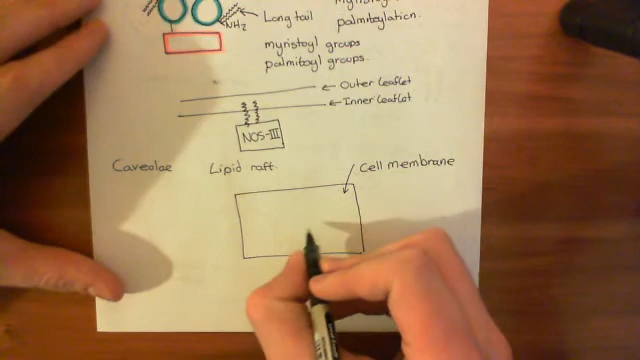 NH2
Long tail
palmitoylation.
myristoyl groups
palmitoyl groups.
Outer leaflet
Inner leaflet
NOS-III
Caveolae Lipid raft.
Cell membrane